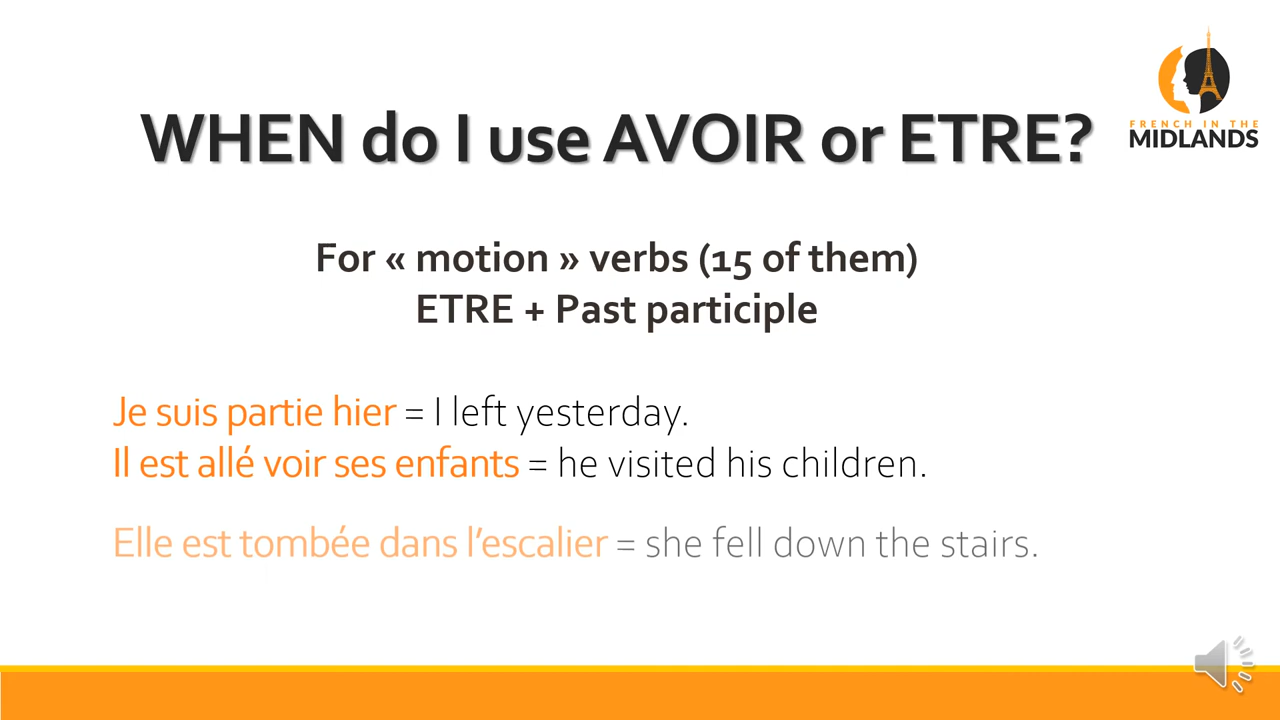 WHEN do I use AVOIR or ETRE?
FRENCH IN THE
MIDLANDS
For « motion » verbs (15 of them)
ETRE + Past participle
Je suis partie hier = I left yesterday.
Il est allé voir ses enfants = he visited his children.
Elle est tombée dans l’escalier = she fell down the stairs.